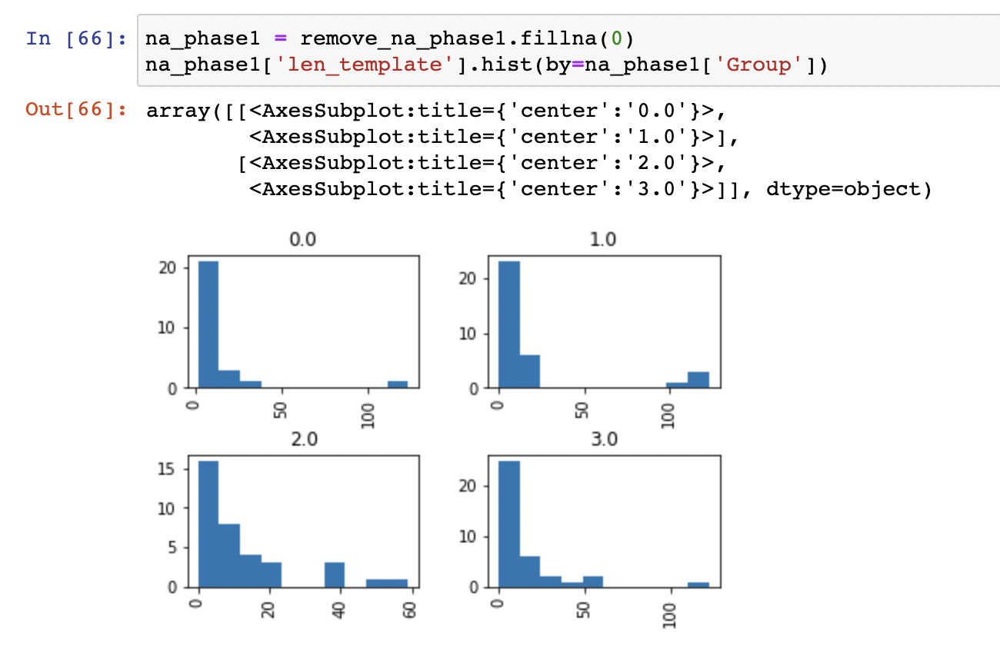 In [66]: na_phase1 = remove_na_phase1.fillna(0)
na_phase1['len_template'].hist(by=na_phase1['Group'])
Out[66]: array([[<AxesSubplot:title={'center':'0.0'}>,
<AxesSubplot:title={'center':'1.0'}>],
[<AxesSubplot:title={'center':'2.0'}>,
<AxesSubplot:title={'center':'3.0'}>]], dtype=object)
0.0
20
10
0
0 50 100
1.0
20
10
0
0 50 100
2.0
15
10
5
0
0 20 40 60
3.0
20
10
0
0 50 100